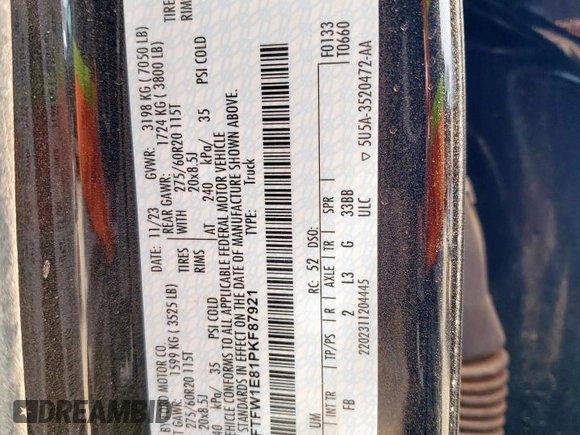 DATE: 11/23 GVWR: 3198 KG ( 7050 LB)
BY MOTOR CO.
1599 KG ( 3525 LB)
REAR GAWR: 1724 KG ( 3800 LB)
GAWR:
TIRES WITH 275/60R20 115T
275/60R20 115T
RIMS 20x8.5J
20x8.5J
AT 240 kPa/ 35 PSI COLD
kPa/ 35 PSI COLD
VEHICLE CONFORMS TO ALL APPLICABLE FEDERAL MOTOR VEHICLE
STANDARDS IN EFFECT ON THE DATE OF MANUFACTURE SHOWN ABOVE.
FTFW1E81PKF87921 TYPE: Truck
F0133
T0660
RC: 52 DSO:
UM
INT TR TP/PS R AXLE TR SPR
FB 2 L3 G 33BB
ULC
2202311204445
▽ 5U5A-3520472-AA
DREAMBID